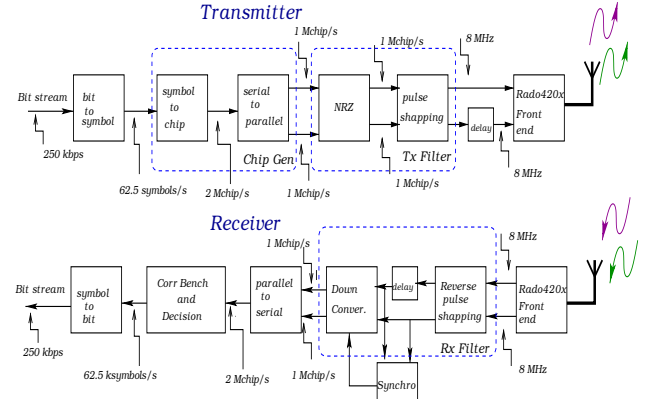 Transmitter
1 Mchip/s
1 Mchip/s
8 MHz
Bit stream
bit
to
symbol
symbol
to
chip
serial
to
parallel
NRZ
pulse
shapping
delay
Rado420x
Front
end
250 kbps
Chip Gen
Tx Filter
62.5 symbols/s
2 Mchip/s
1 Mchip/s
1 Mchip/s
8 MHz
Receiver
1 Mchip/s
8 MHz
Bit stream
symbol
to
bit
Corr Bench
and
Decision
parallel
to
serial
Down
Conver.
delay
Reverse
pulse
shapping
Rado420x
Front
end
250 kbps
Rx Filter
62.5 ksymbols/s
2 Mchip/s
1 Mchip/s
Synchro
8 MHz